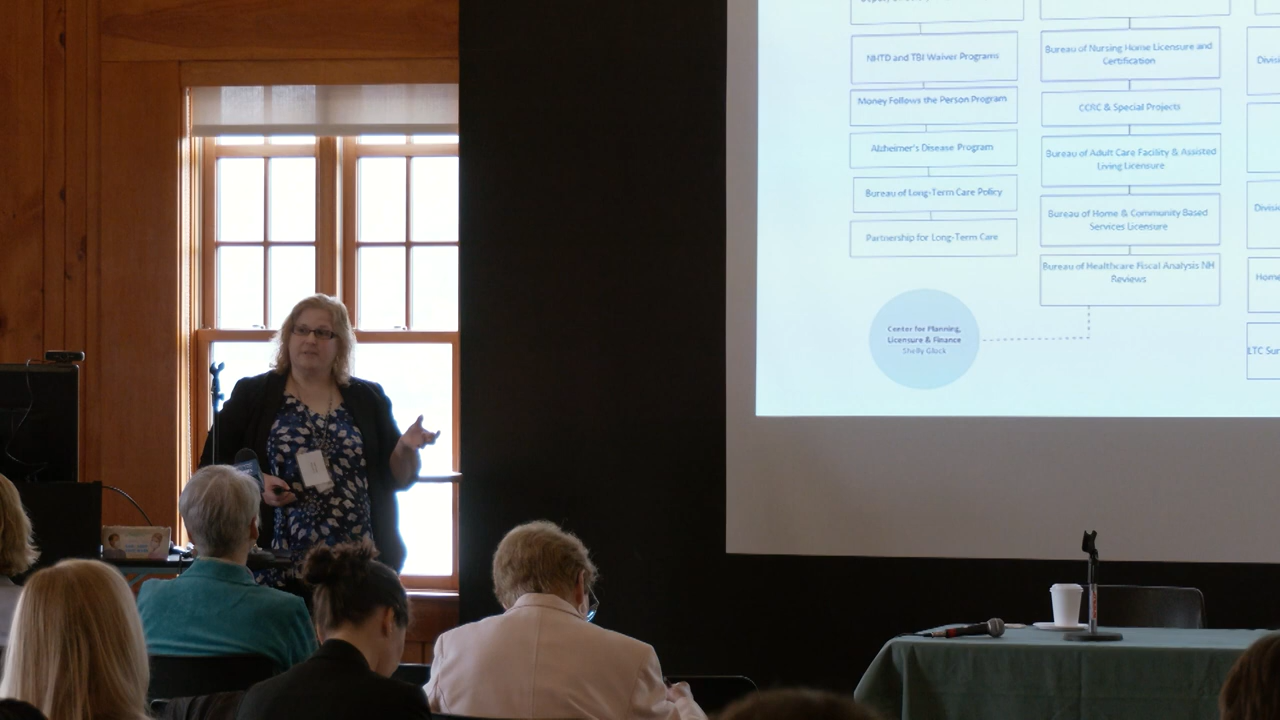 NHTD and TBI Waiver Programs
Money Follows the Person Program
Alzheimer's Disease Program
Bureau of Long-Term Care Policy
Partnership for Long-Term Care
Center for Planning,
Licensure & Finance
Shelly Glock
Bureau of Nursing Home Licensure and
Certification
CCRC & Special Projects
Bureau of Adult Care Facility & Assisted
Living Licensure
Bureau of Home & Community Based
Services Licensure
Bureau of Healthcare Fiscal Analysis NH
Reviews
Home
LTC Sur